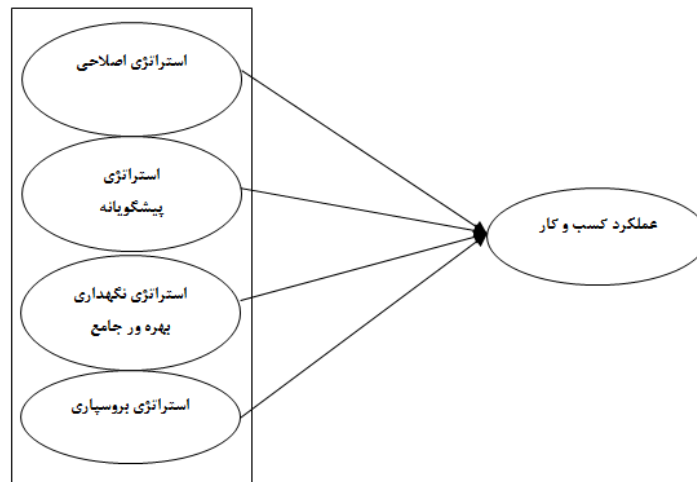 استراتژی اصلاحی
استراتژی
پیشگویانه
استراتژی نگهداری
بهره ور جامع
استراتژی بروسپاری
عملکرد کسب و کار